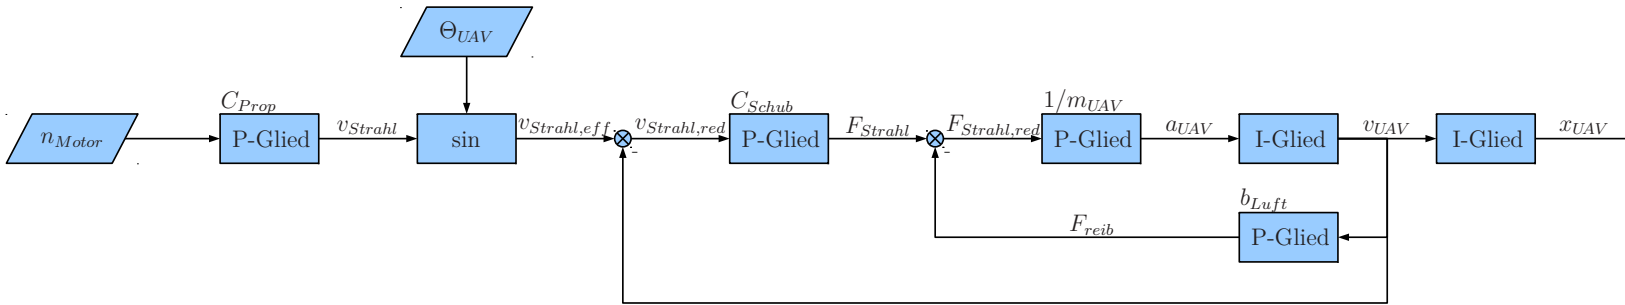 Θ_UAV
C_Prop
C_Schub
1/m_UAV
n_Motor
P-Glied
v_Strahl
sin
v_Strahl,eff
-
v_Strahl,red
P-Glied
F_Strahl
-
F_Strahl,red
P-Glied
a_UAV
I-Glied
v_UAV
I-Glied
x_UAV
b_Luft
F_reib
P-Glied